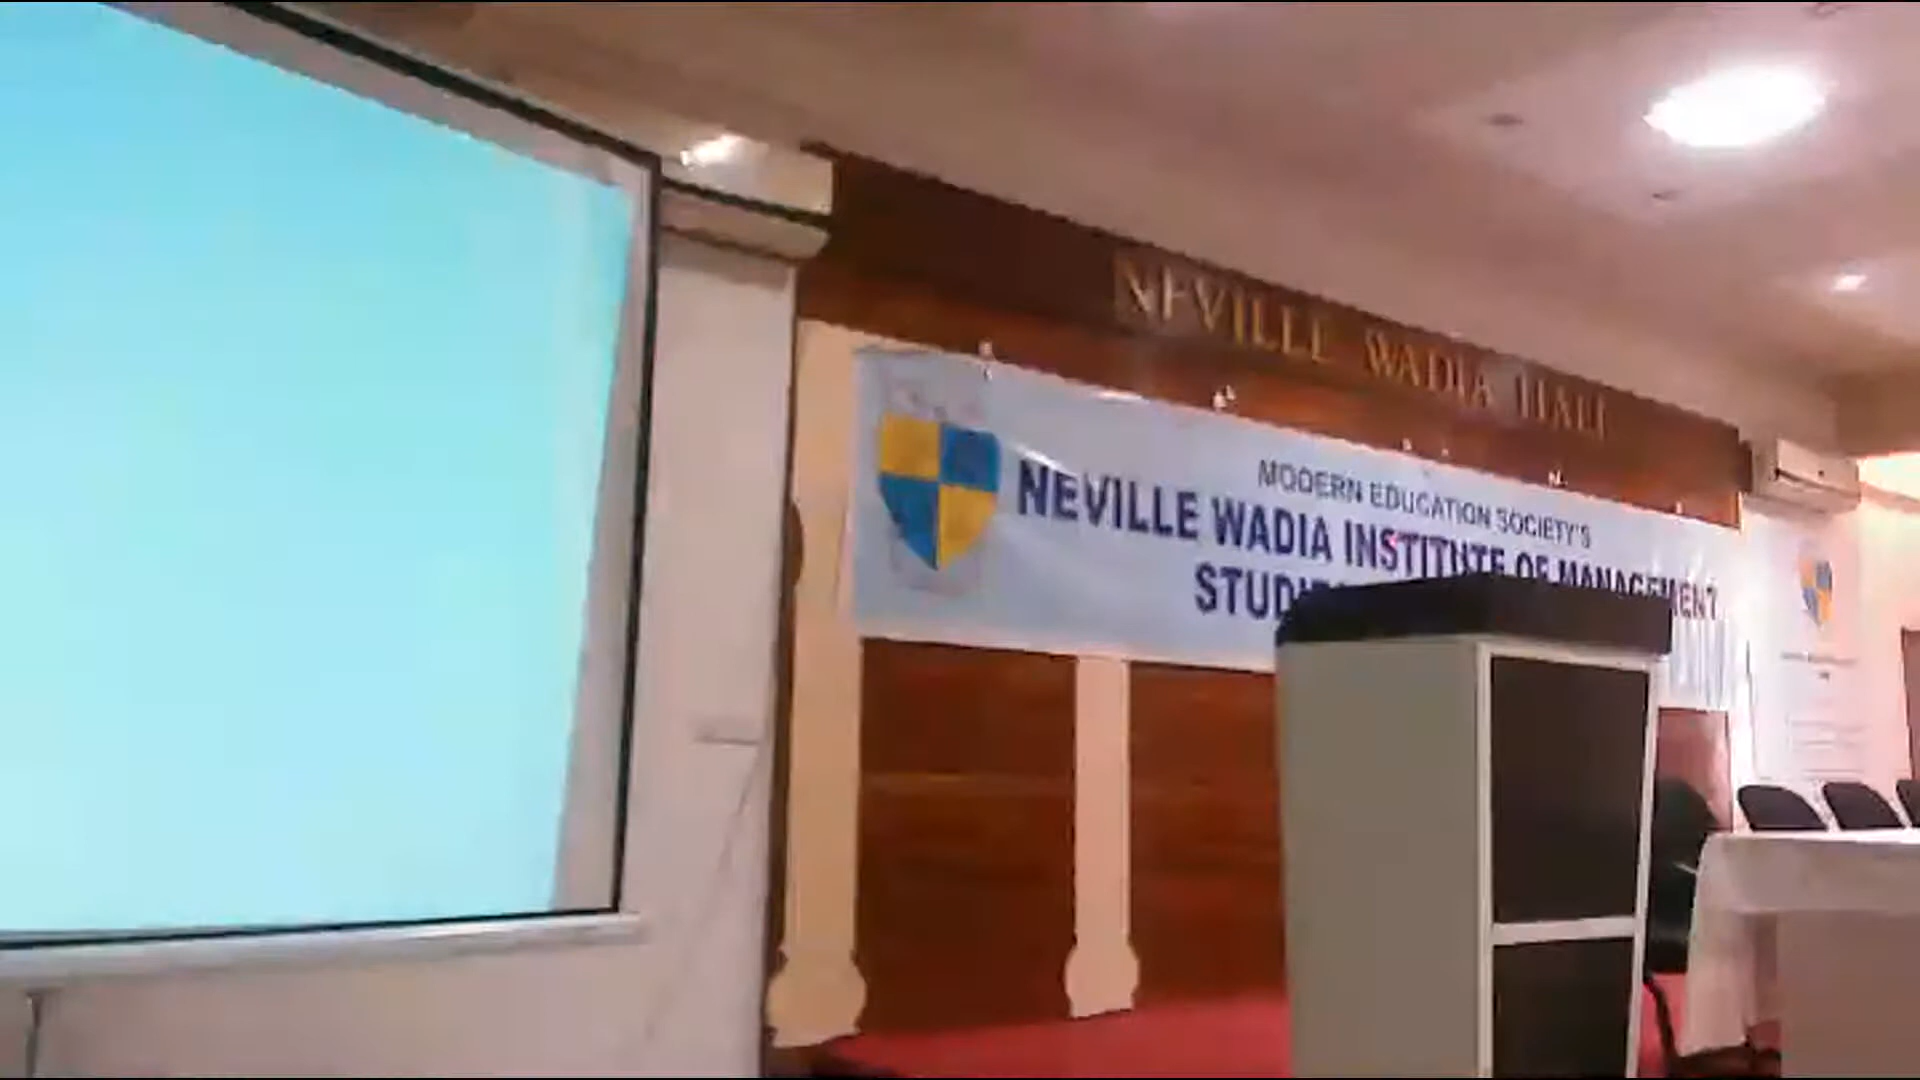 NEVILLE WADIA HALL
MODERN EDUCATION SOCIETY'S
NEVILLE WADIA INSTITUTE OF MANAGEMENT